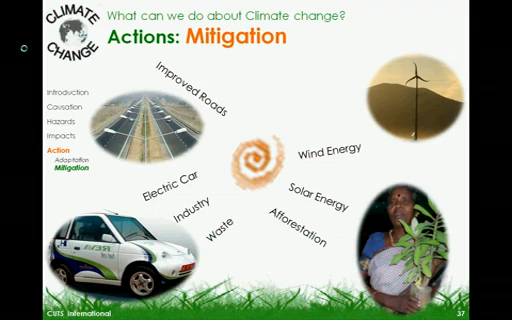 CLIMATE
CHANGE
What can we do about Climate change?
Actions: Mitigation
Introduction
Causation
Hazards
Impacts
Action
Adaptation
Mitigation
Improved Roads
Wind Energy
Electric Car
Solar Energy
Industry
Afforestation
Waste
REVA
CUTS International
37